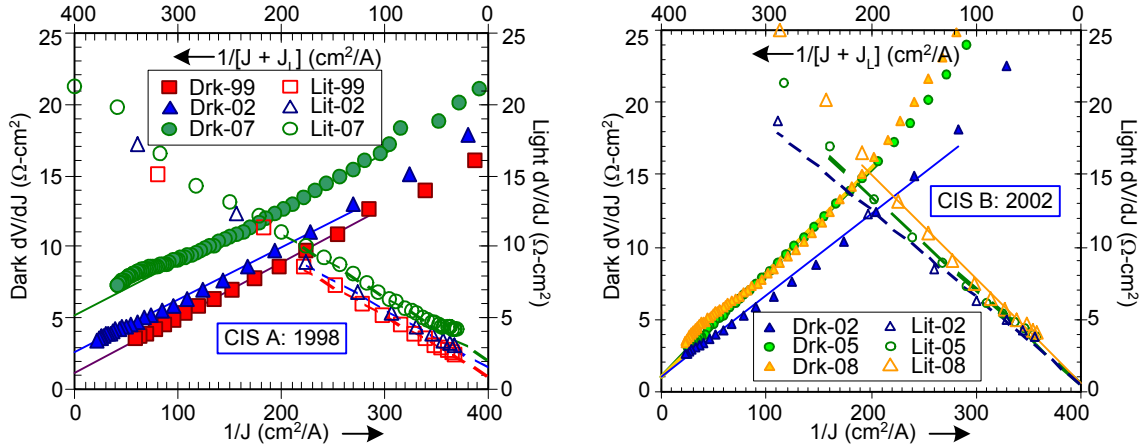 400 300 200 100 0
1/[J + J_L] (cm²/A)
25 25
20 20
15 15
10 10
5 5
0 0
Dark dV/dJ (Ω-cm²)
Light dV/dJ (Ω-cm²)
Drk-99 Lit-99
Drk-02 Lit-02
Drk-07 Lit-07
CIS A: 1998
0 100 200 300 400
1/J (cm²/A)
400 300 200 100 0
1/[J + J_L] (cm²/A)
25 25
20 20
15 15
10 10
5 5
0 0
Dark dV/dJ (Ω-cm²)
Light dV/dJ (Ω-cm²)
CIS B: 2002
Drk-02 Lit-02
Drk-05 Lit-05
Drk-08 Lit-08
0 100 200 300 400
1/J (cm²/A)